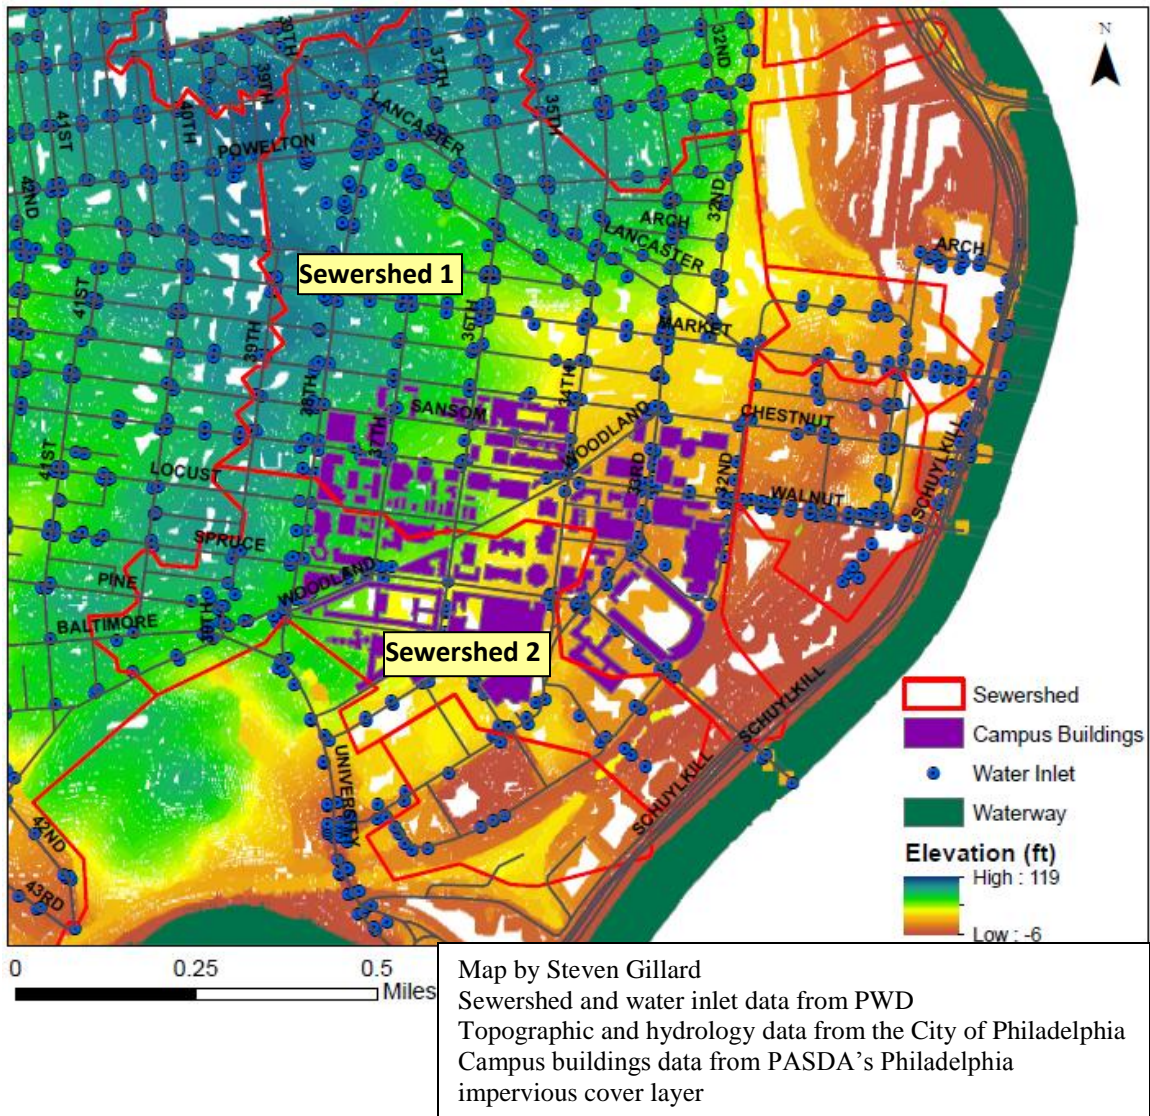 N
39TH
37TH
32ND
41ST
40TH
39TH
LANCASTER
35TH
POWELTON
42ND
32ND
ARCH
LANCASTER
ARCH
Sewershed 1
41ST
39TH
36TH
MARKET
38TH
34TH
SANSOM
37TH
WOODLAND
CHESTNUT
SCHUYLKILL
41ST
LOCUST
33RD
32ND
WALNUT
SPRUCE
PINE
WOODLAND
BALTIMORE
40TH
Sewershed 2
SCHUYLKILL
SCHUYLKILL
UNIVERSITY
42ND
43RD
Sewershed
Campus Buildings
Water Inlet
Waterway
Elevation (ft)
High : 119
Low : -6
0 0.25 0.5
Miles
Map by Steven Gillard
Sewershed and water inlet data from PWD
Topographic and hydrology data from the City of Philadelphia
Campus buildings data from PASDA’s Philadelphia
impervious cover layer